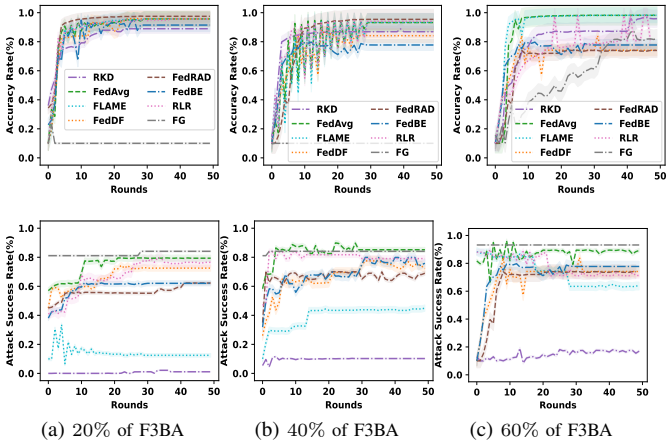 Accuracy Rate(%)
1.0
0.8
0.6
0.4
0.2
0.0
RKD
FedAvg
FLAME
FedDF
FedRAD
FedBE
RLR
FG
0 10 20 30 40 50
Rounds
Accuracy Rate(%)
1.0
0.8
0.6
0.4
0.2
0.0
RKD
FedAvg
FLAME
FedDF
FedRAD
FedBE
RLR
FG
0 10 20 30 40 50
Rounds
Accuracy Rate(%)
1.0
0.8
0.6
0.4
0.2
0.0
RKD
FedAvg
FLAME
FedDF
FedRAD
FedBE
RLR
FG
0 10 20 30 40 50
Rounds
Attack Success Rate(%)
1.0
0.8
0.6
0.4
0.2
0.0
0 10 20 30 40 50
Rounds
Attack Success Rate(%)
1.0
0.8
0.6
0.4
0.2
0.0
0 10 20 30 40 50
Rounds
Attack Success Rate(%)
1.0
0.8
0.6
0.4
0.2
0.0
0 10 20 30 40 50
Rounds
(a) 20% of F3BA
(b) 40% of F3BA
(c) 60% of F3BA